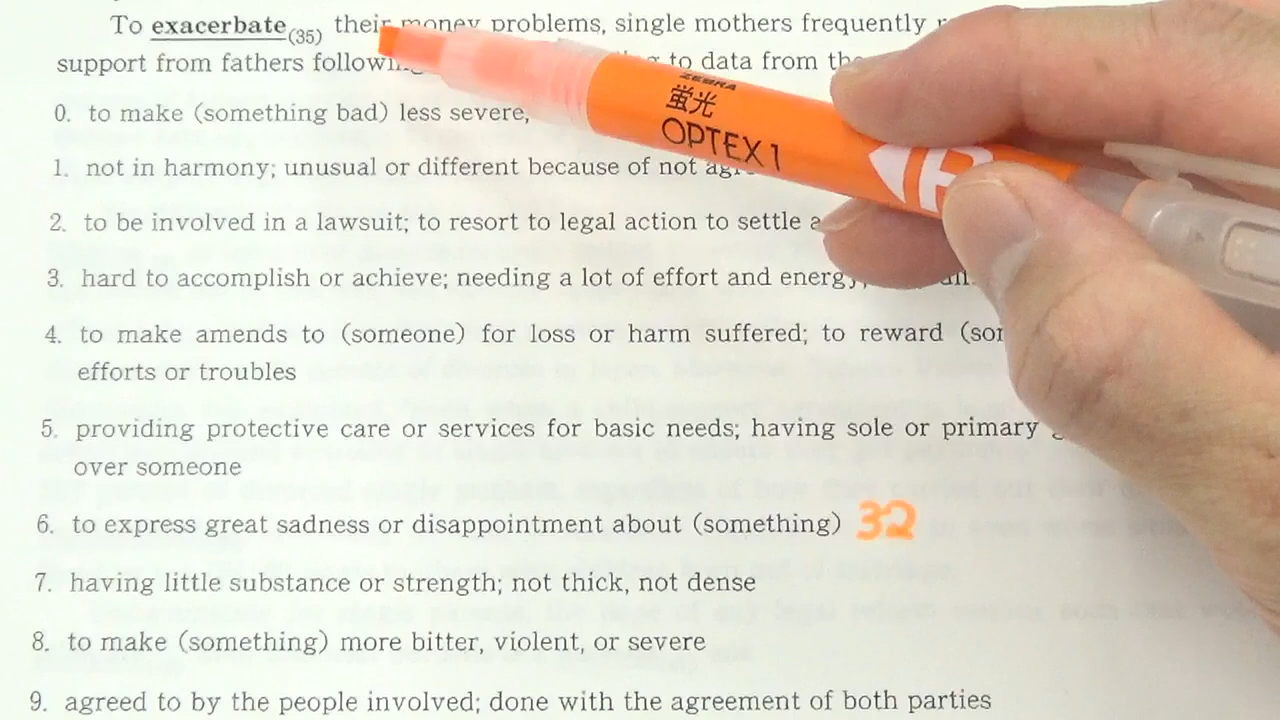 To exacerbate(35) their money problems, single mothers frequently
support from fathers to data from
0. to make (something bad) less severe,
1. not in harmony; unusual or different because of not
2. to be involved in a lawsuit; to resort to legal action to settle
3. hard to accomplish or achieve; needing a lot of effort and energy,
4. to make amends to (someone) for loss or harm suffered; to reward
efforts or troubles
5. providing protective care or services for basic needs; having sole or primary
over someone
6. to express great sadness or disappointment about (something) 32
7. having little substance or strength; not thick, not dense
8. to make (something) more bitter, violent, or severe
9. agreed to by the people involved; done with the agreement of both parties
ZEBRA
蛍光
OPTEX 1